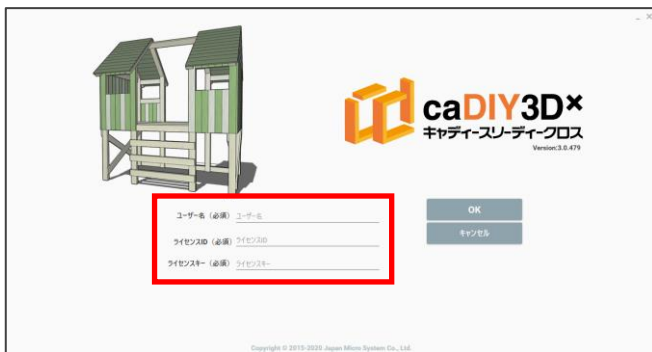 caDIY3D×
キャディースリーディークロス
Version:3.0.479
ユーザー名（必須） ユーザー名
OK
ライセンスID（必須） ライセンスID
キャンセル
ライセンスキー（必須） ライセンスキー
Copyright © 2015-2020 Japan Micro System Co., Ltd.